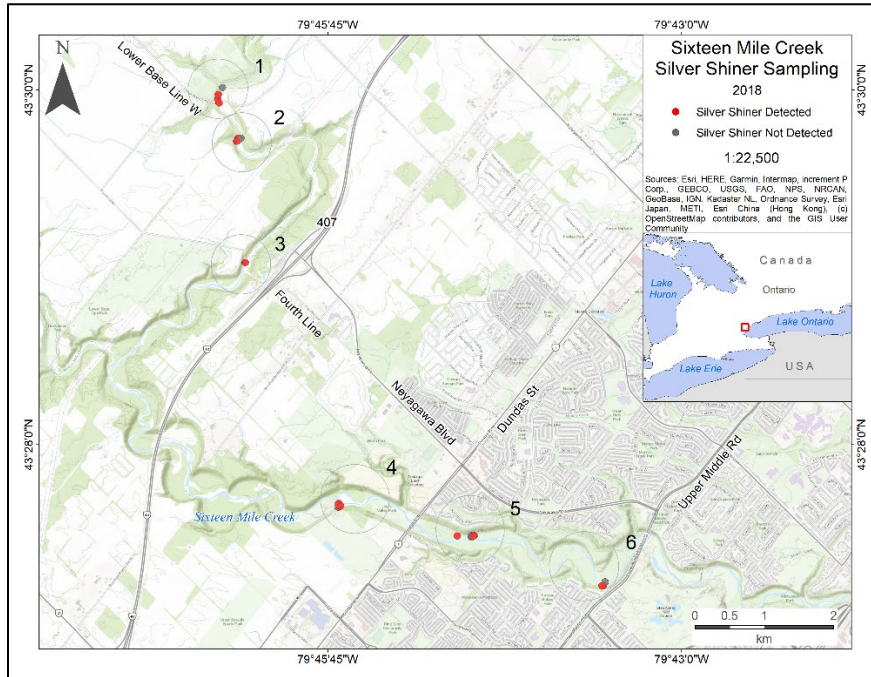 79°45'45"W
79°43'0"W
N
Lower Base Line W
1
2
43°30'0"N
43°30'0"N
Sixteen Mile Creek
Silver Shiner Sampling
2018
Silver Shiner Detected
Silver Shiner Not Detected
1:22,500
Sources: Esri, HERE, Garmin, Intermap, increment P
Corp., GEBCO, USGS, FAO, NPS, NRCAN,
GeoBase, IGN, Kadaster NL, Ordnance Survey, Esri
Japan, METI, Esri China (Hong Kong), (c)
OpenStreetMap contributors, and the GIS User
Community
407
3
Fourth Line
Canada
Ontario
Lake
Huron
Lake Ontario
Lake Erie
USA
Neyagawa Blvd
Dundas St
43°28'0"N
43°28'0"N
Upper Middle Rd
4
5
6
Sixteen Mile Creek
0 0.5 1 2
km
79°45'45"W
79°43'0"W